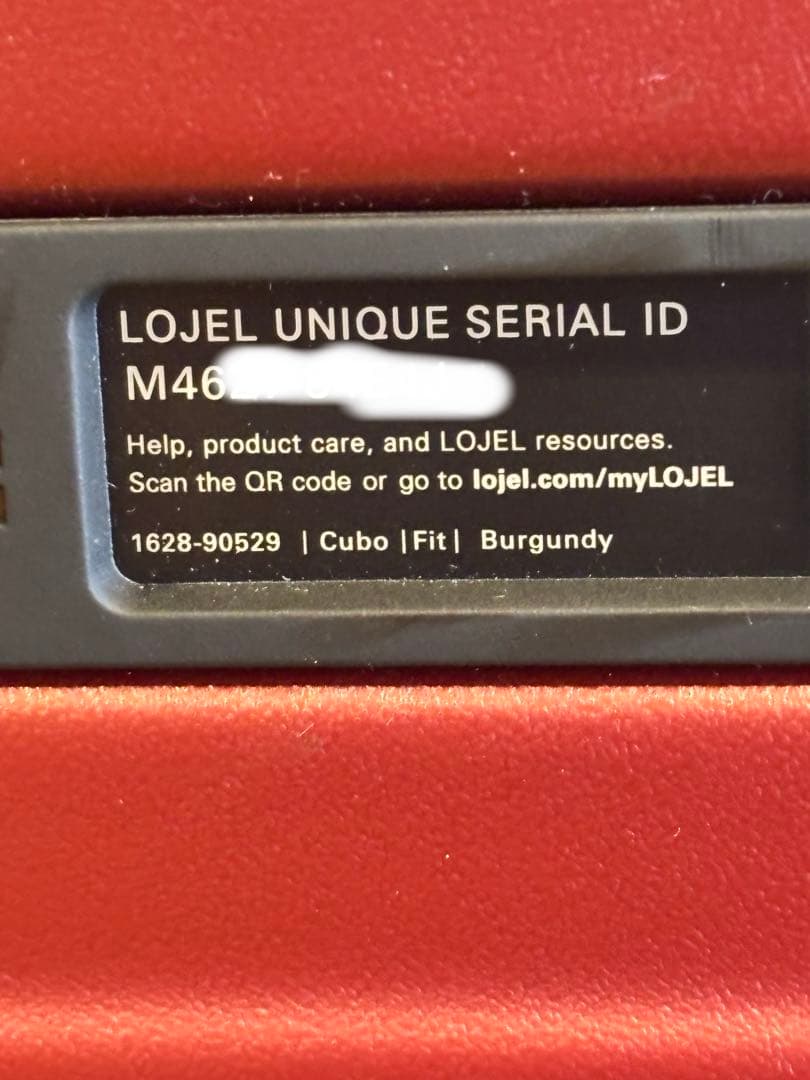 LOJEL UNIQUE SERIAL ID
M46
Help, product care, and LOJEL resources.
Scan the QR code or go to lojel.com/myLOJEL
1628-90529 | Cubo |Fit| Burgundy